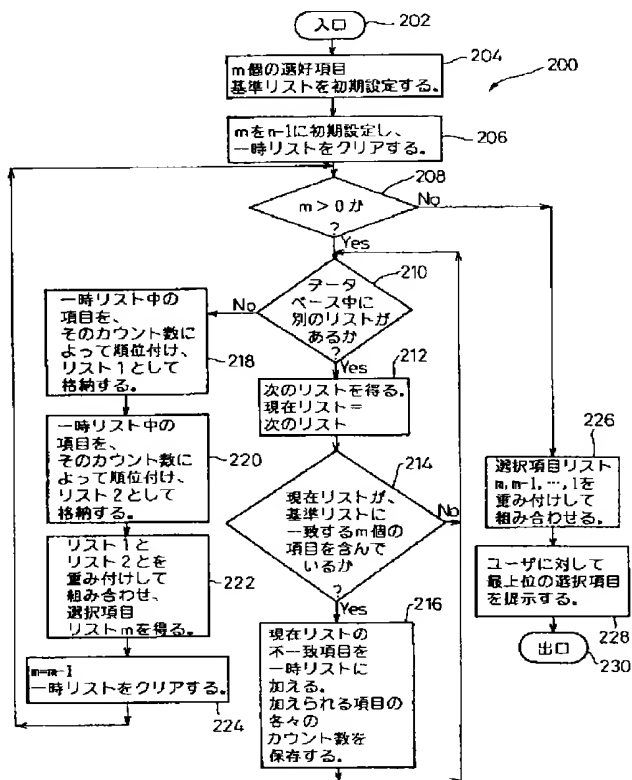 入口
202
204
200
m個の選好項目
基準リストを初期設定する。
206
mをn-1に初期設定し、
一時リストをクリアする。
208
m>0か
?
No
Yes
210
データ
ベース中に
別のリストが
あるか
?
No
Yes
212
次のリストを得る。
現在リスト=
次のリスト
214
現在リストが、
基準リストに
一致するm個の
項目を含んで
いるか
?
No
Yes
216
現在リストの
不一致項目を
一時リストに
加える。
加えられる項目の
各々の
カウント数を
保存する。
一時リスト中の
項目を、
そのカウント数に
よって順位付け、
リスト1として
格納する。
218
一時リスト中の
項目を、
そのカウント数に
よって順位付け、
リスト2として
格納する。
220
リスト1と
リスト2とを
重み付けして
組み合わせ、
選択項目
リストmを得る。
222
m=m-1
一時リストをクリアする。
224
226
選択項目リスト
m,m-1,…,1を
重み付けして
組み合わせる。
ユーザに対して
最上位の選択項目
を提示する。
228
出口
230